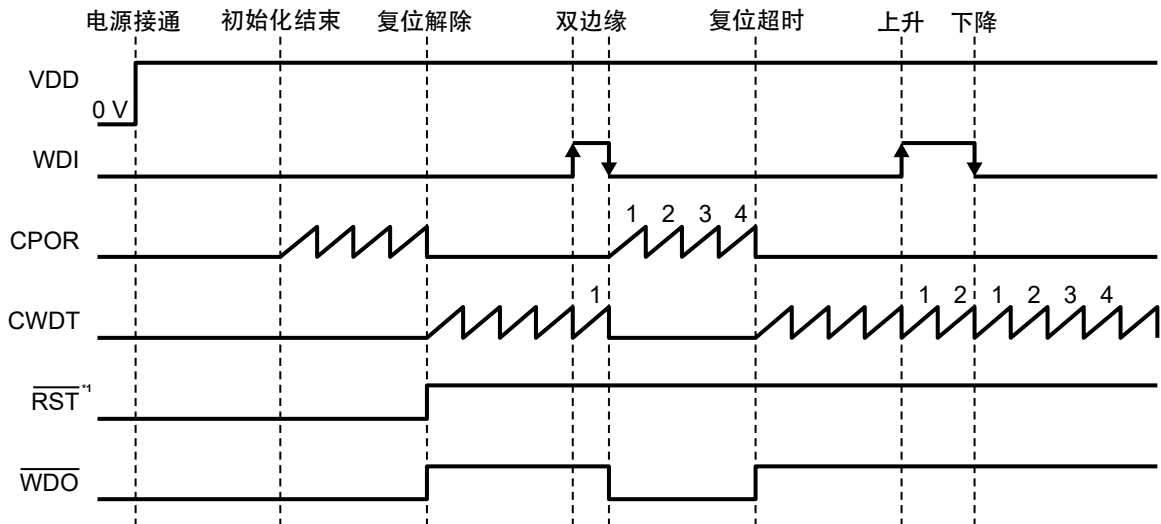 电源接通 初始化结束 复位解除 双边缘 复位超时 上升 下降
VDD
0 V
WDI
1 2 3 4
CPOR
1 1 2 1 2 3 4
CWDT
RST*1
WDO